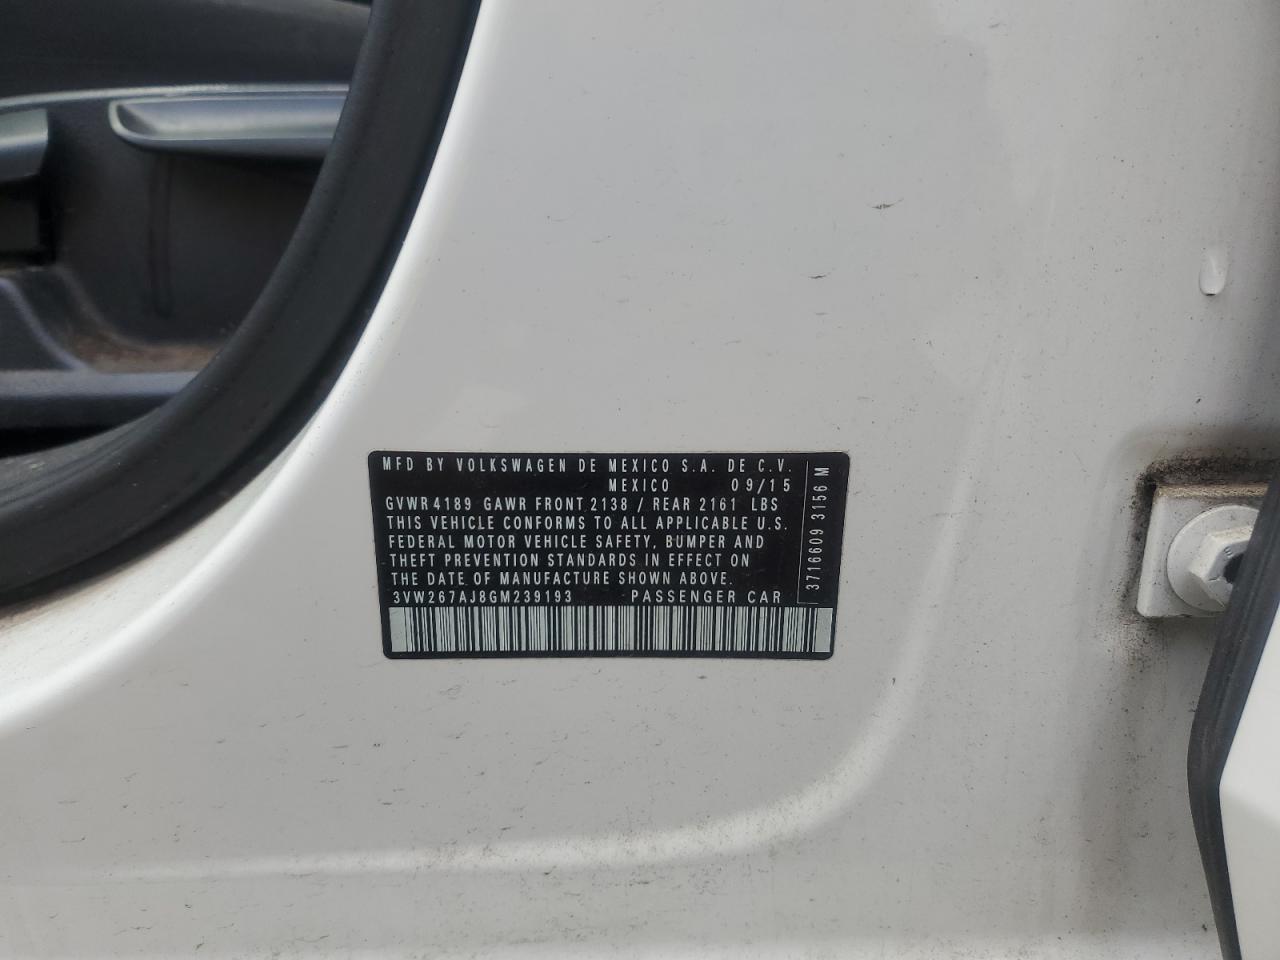 MFD BY VOLKSWAGEN DE MEXICO S.A. DE C.V.
MEXICO 09/15
GVWR 4189 GAWR FRONT 2138 / REAR 2161 LBS
THIS VEHICLE CONFORMS TO ALL APPLICABLE U.S.
FEDERAL MOTOR VEHICLE SAFETY, BUMPER AND
THEFT PREVENTION STANDARDS IN EFFECT ON
THE DATE OF MANUFACTURE SHOWN ABOVE.
3VW267AJ8GM239193 PASSENGER CAR
3716609 3156 M